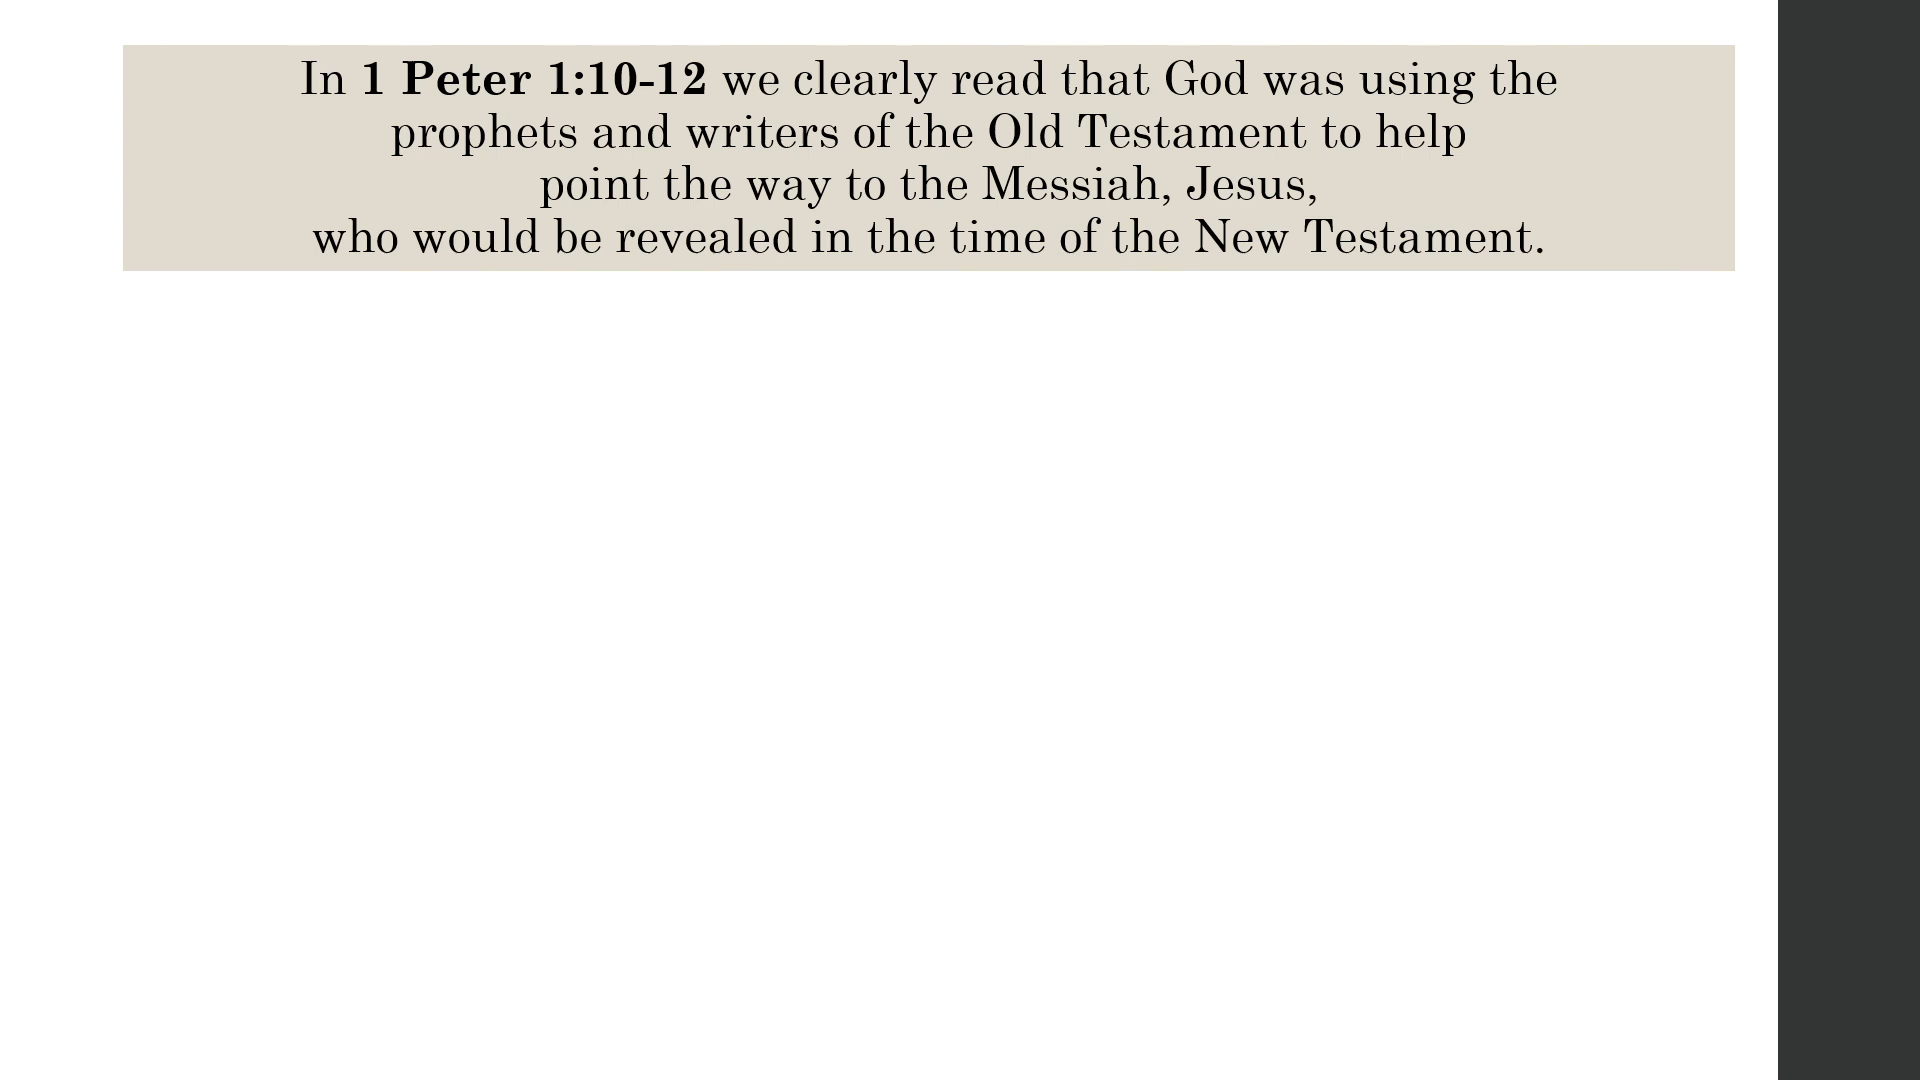 In 1 Peter 1:10-12 we clearly read that God was using the
prophets and writers of the Old Testament to help
point the way to the Messiah, Jesus,
who would be revealed in the time of the New Testament.